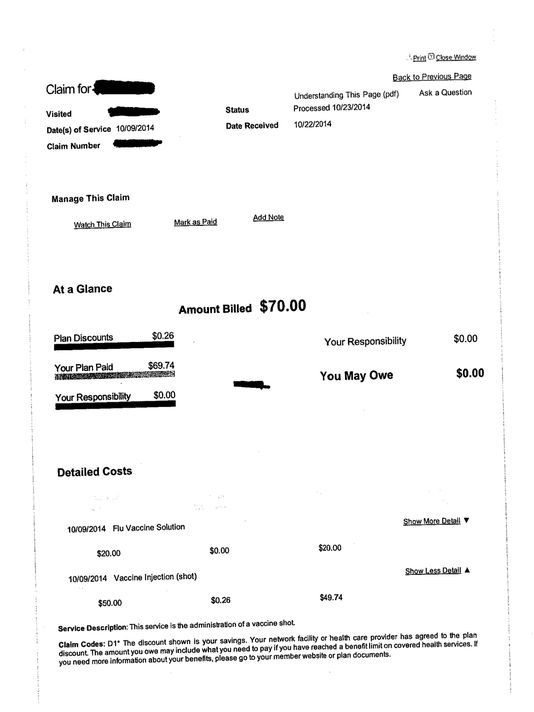 Print Close Window
Back to Previous Page
Claim for
Understanding This Page (pdf) Ask a Question
Visited
Status Processed 10/23/2014
Date(s) of Service 10/09/2014
Date Received 10/22/2014
Claim Number
Manage This Claim
Watch This Claim Mark as Paid Add Note
At a Glance
Amount Billed $70.00
Plan Discounts $0.26
Your Responsibility $0.00
Your Plan Paid $69.74
You May Owe $0.00
Your Responsibility $0.00
Detailed Costs
Show More Detail ▼
10/09/2014 Flu Vaccine Solution
$20.00 $0.00 $20.00
Show Less Detail ▲
10/09/2014 Vaccine Injection (shot)
$50.00 $0.26 $49.74
Service Description: This service is the administration of a vaccine shot.
Claim Codes: D1* The discount shown is your savings. Your network facility or health care provider has agreed to the plan
discount. The amount you owe may include what you need to pay if you have reached a benefit limit on covered health services. If
you need more information about your benefits, please go to your member website or plan documents.